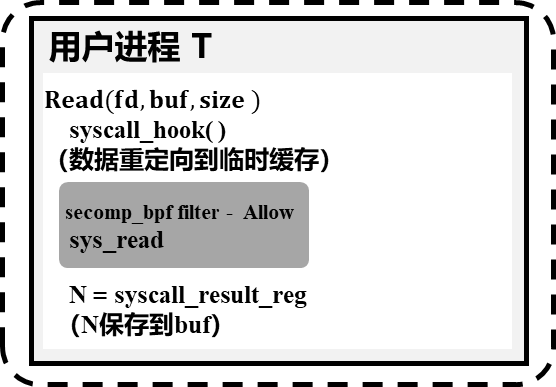 用户进程 T
Read(fd, buf, size )
syscall_hook( )
（数据重定向到临时缓存）
secomp_bpf filter - Allow
sys_read
N = syscall_result_reg
（N保存到buf）